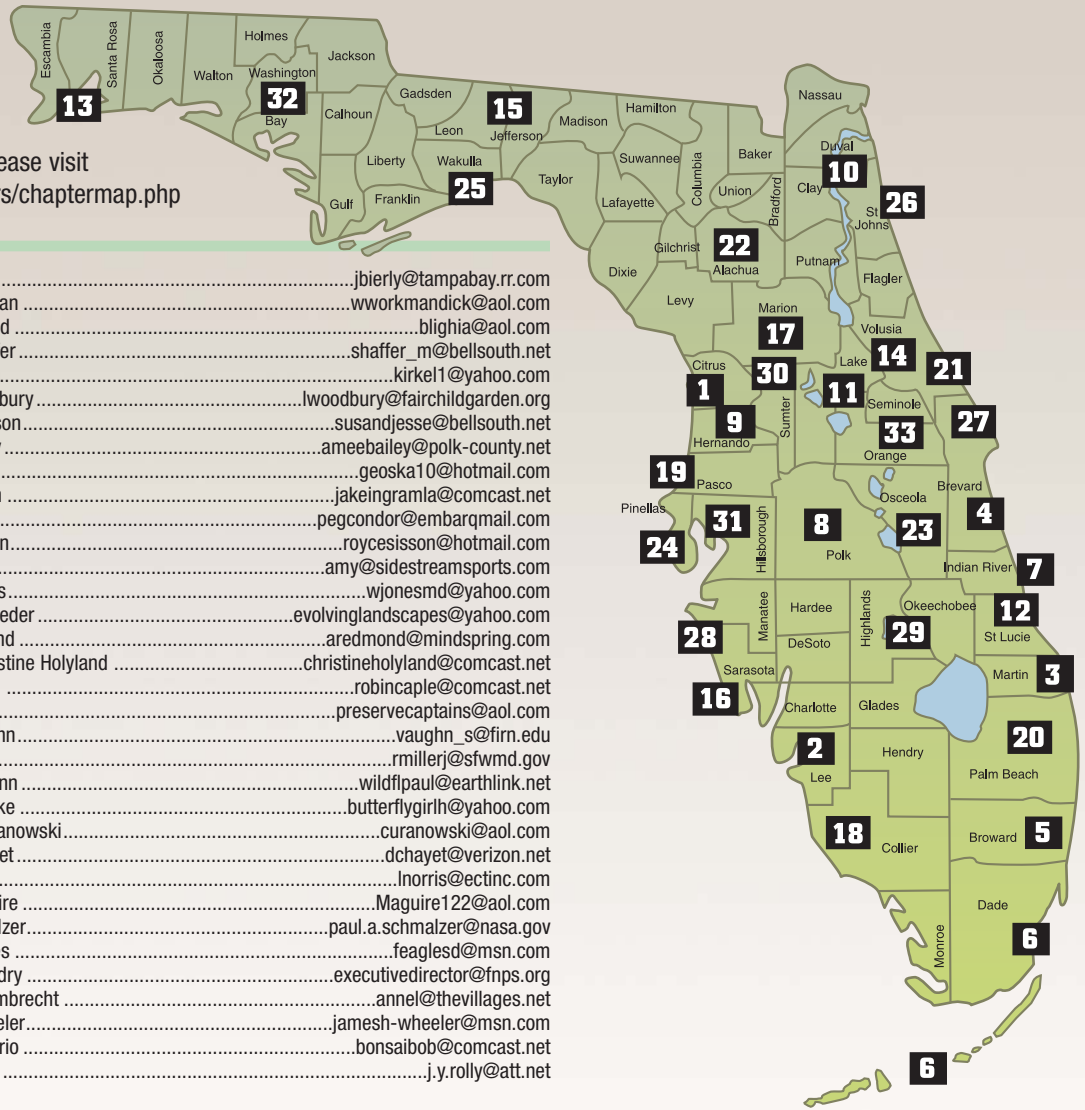 Escambia
Santa Rosa
Okaloosa
Walton
Holmes
Washington
Jackson
13
32
Bay
Calhoun
Gadsden
Leon
15
Jefferson
Madison
Hamilton
Nassau
Duval
10
Liberty
Wakulla
25
Gulf
Franklin
Taylor
Suwannee
Lafayette
Columbia
Baker
Union
Bradford
Clay
26
St
Johns
ease visit
rs/chaptermap.php
Dixie
Gilchrist
22
Alachua
Putnam
Flagler
Levy
Marion
17
Volusia
14
21
Citrus
1
30
Lake
11
Seminole
27
9
Hernando
Sumter
33
Orange
19
Pasco
Osceola
Brevard
Pinellas
31
24
Hillsborough
8
Polk
23
4
Indian River
7
Manatee
Hardee
Highlands
Okeechobee
12
28
DeSoto
29
St Lucie
Sarasota
16
Martin
3
Charlotte
Glades
2
Lee
Hendry
20
Palm Beach
18
Collier
Broward
5
Monroe
Dade
6
6
jbierly@tampabay.rr.com
an wworkmandick@aol.com
d blighia@aol.com
er shaffer_m@bellsouth.net
kirkel1@yahoo.com
bury lwoodbury@fairchildgarden.org
son susandjesse@bellsouth.net
y ameebailey@polk-county.net
geoska10@hotmail.com
n jakeingramla@comcast.net
pegcondor@embarqmail.com
n roycesisson@hotmail.com
amy@sidestreamsports.com
s wjonesmd@yahoo.com
eder evolvinglandscapes@yahoo.com
nd aredmond@mindspring.com
stine Holyland christineholyland@comcast.net
robincaple@comcast.net
preservecaptains@aol.com
hn vaughn_s@firn.edu
rmillerj@sfwmd.gov
nn wildflpaul@earthlink.net
ke butterflygirlh@yahoo.com
anowski curanowski@aol.com
et dchayet@verizon.net
lnorris@ectinc.com
ire Maguire122@aol.com
lzer paul.a.schmalzer@nasa.gov
es feaglesd@msn.com
dry executivedirector@fnps.org
mbrecht annel@thevillages.net
eler jamesh-wheeler@msn.com
rio bonsaibob@comcast.net
j.y.rolly@att.net